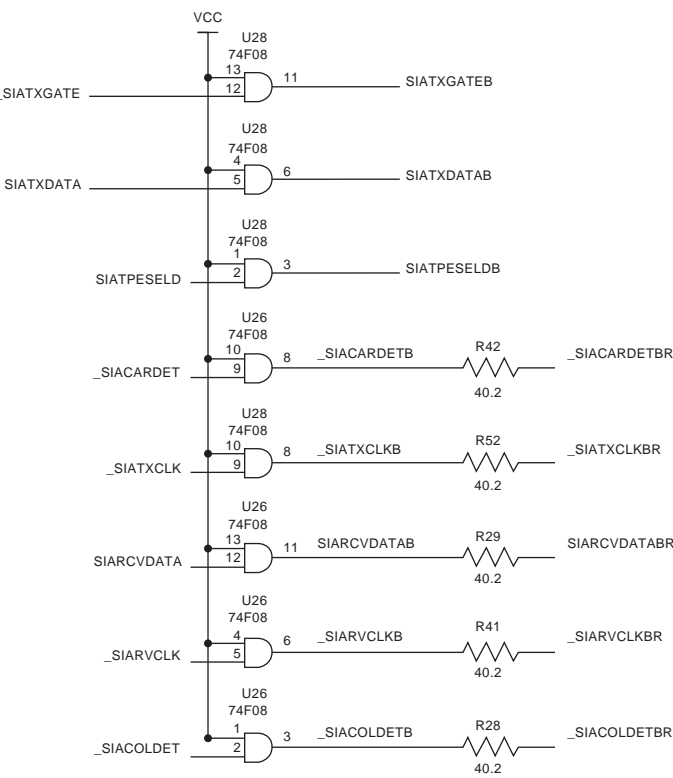 VCC
U28
74F08
13
12
11
_SIATXGATE
SIATXGATEB
U28
74F08
4
5
6
SIATXDATA
SIATXDATAB
U28
74F08
1
2
3
SIATPESELD
SIATPESELDB
U26
74F08
10
9
8
_SIACARDET
_SIACARDETB
R42
40.2
_SIACARDETBR
U28
74F08
10
9
8
_SIATXCLK
_SIATXCLKB
R52
40.2
_SIATXCLKBR
U26
74F08
13
12
11
SIARCVDATA
SIARCVDATAB
R29
40.2
SIARCVDATABR
U26
74F08
4
5
6
_SIARVCLK
_SIARVCLKB
R41
40.2
_SIARVCLKBR
U26
74F08
1
2
3
_SIACOLDET
_SIACOLDETB
R28
40.2
_SIACOLDETBR